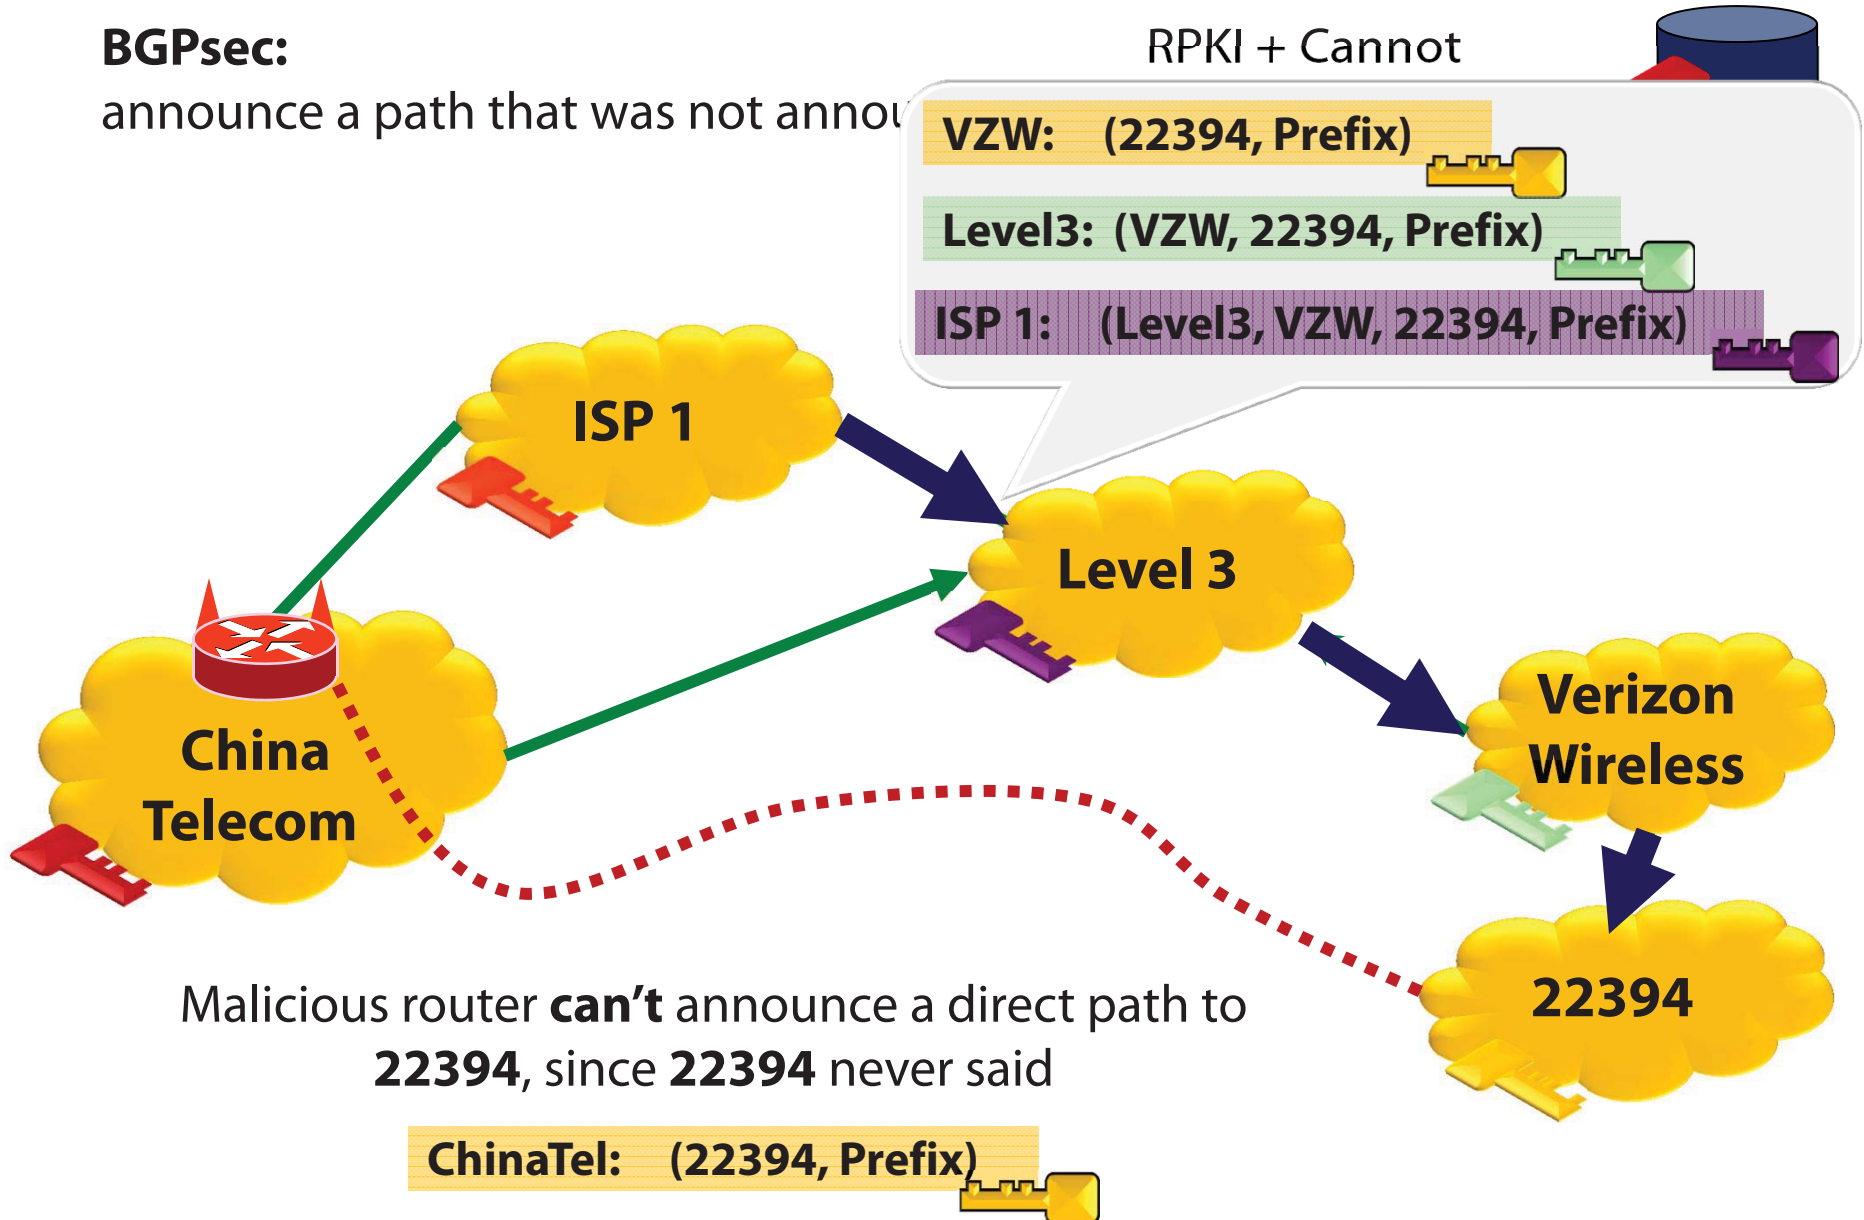 BGPsec:
RPKI + Cannot
announce a path that was not annou
VZW: (22394, Prefix)
Level3: (VZW, 22394, Prefix)
ISP 1: (Level3, VZW, 22394, Prefix)
ISP 1
Level 3
Verizon
Wireless
China
Telecom
22394
Malicious router can't announce a direct path to
22394, since 22394 never said
ChinaTel: (22394, Prefix)